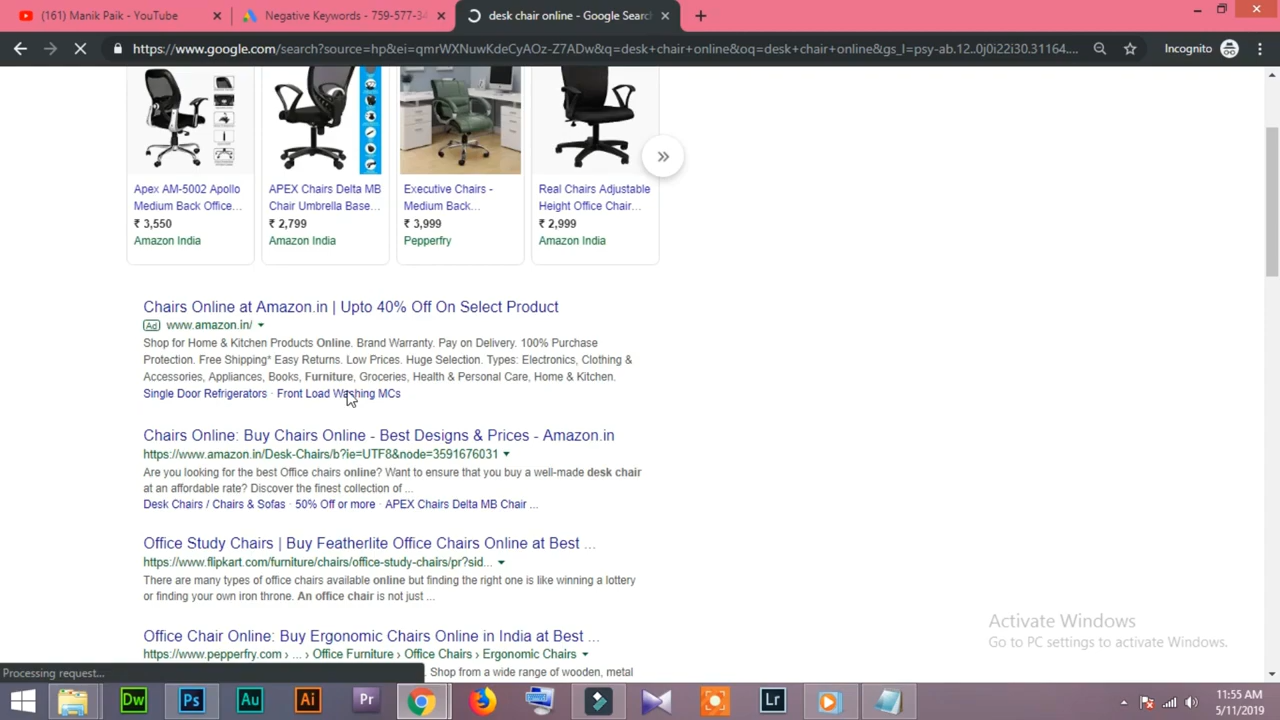 (161) Manik Paik - YouTube
Negative Keywords - 759-577-34
desk chair online - Google Search
https://www.google.com/search?source=hp&ei=qmrWXNuwKdeCyAOz-Z7ADw&q=desk+chair+online&oq=desk+chair+online&gs_l=psy-ab.12..0j0i22i30.31164....
Incognito
Apex AM-5002 Apollo
Medium Back Office...
₹ 3,550
Amazon India
APEX Chairs Delta MB
Chair Umbrella Base...
₹ 2,799
Amazon India
Executive Chairs -
Medium Back...
₹ 3,999
Pepperfry
Real Chairs Adjustable
Height Office Chair...
₹ 2,999
Amazon India
Chairs Online at Amazon.in | Upto 40% Off On Select Product
Ad www.amazon.in/
Shop for Home & Kitchen Products Online. Brand Warranty. Pay on Delivery. 100% Purchase
Protection. Free Shipping* Easy Returns. Low Prices. Huge Selection. Types: Electronics, Clothing &
Accessories, Appliances, Books, Furniture, Groceries, Health & Personal Care, Home & Kitchen.
Single Door Refrigerators · Front Load Washing MCs
Chairs Online: Buy Chairs Online - Best Designs & Prices - Amazon.in
https://www.amazon.in/Desk-Chairs/b?ie=UTF8&node=3591676031
Are you looking for the best Office chairs online? Want to ensure that you buy a well-made desk chair
at an affordable rate? Discover the finest collection of ...
Desk Chairs / Chairs & Sofas · 50% Off or more · APEX Chairs Delta MB Chair ...
Office Study Chairs | Buy Featherlite Office Chairs Online at Best ...
https://www.flipkart.com/furniture/chairs/office-study-chairs/pr?sid...
There are many types of office chairs available online but finding the right one is like winning a lottery
or finding your own iron throne. An office chair is not just ...
Office Chair Online: Buy Ergonomic Chairs Online in India at Best ...
https://www.pepperfry.com › ... › Office Furniture › Office Chairs › Ergonomic Chairs
Shop from a wide range of wooden, metal
Processing request...
Activate Windows
Go to PC settings to activate Windows.
Dw
Ps
Au
Ai
Pr
Lr
11:55 AM
5/11/2019